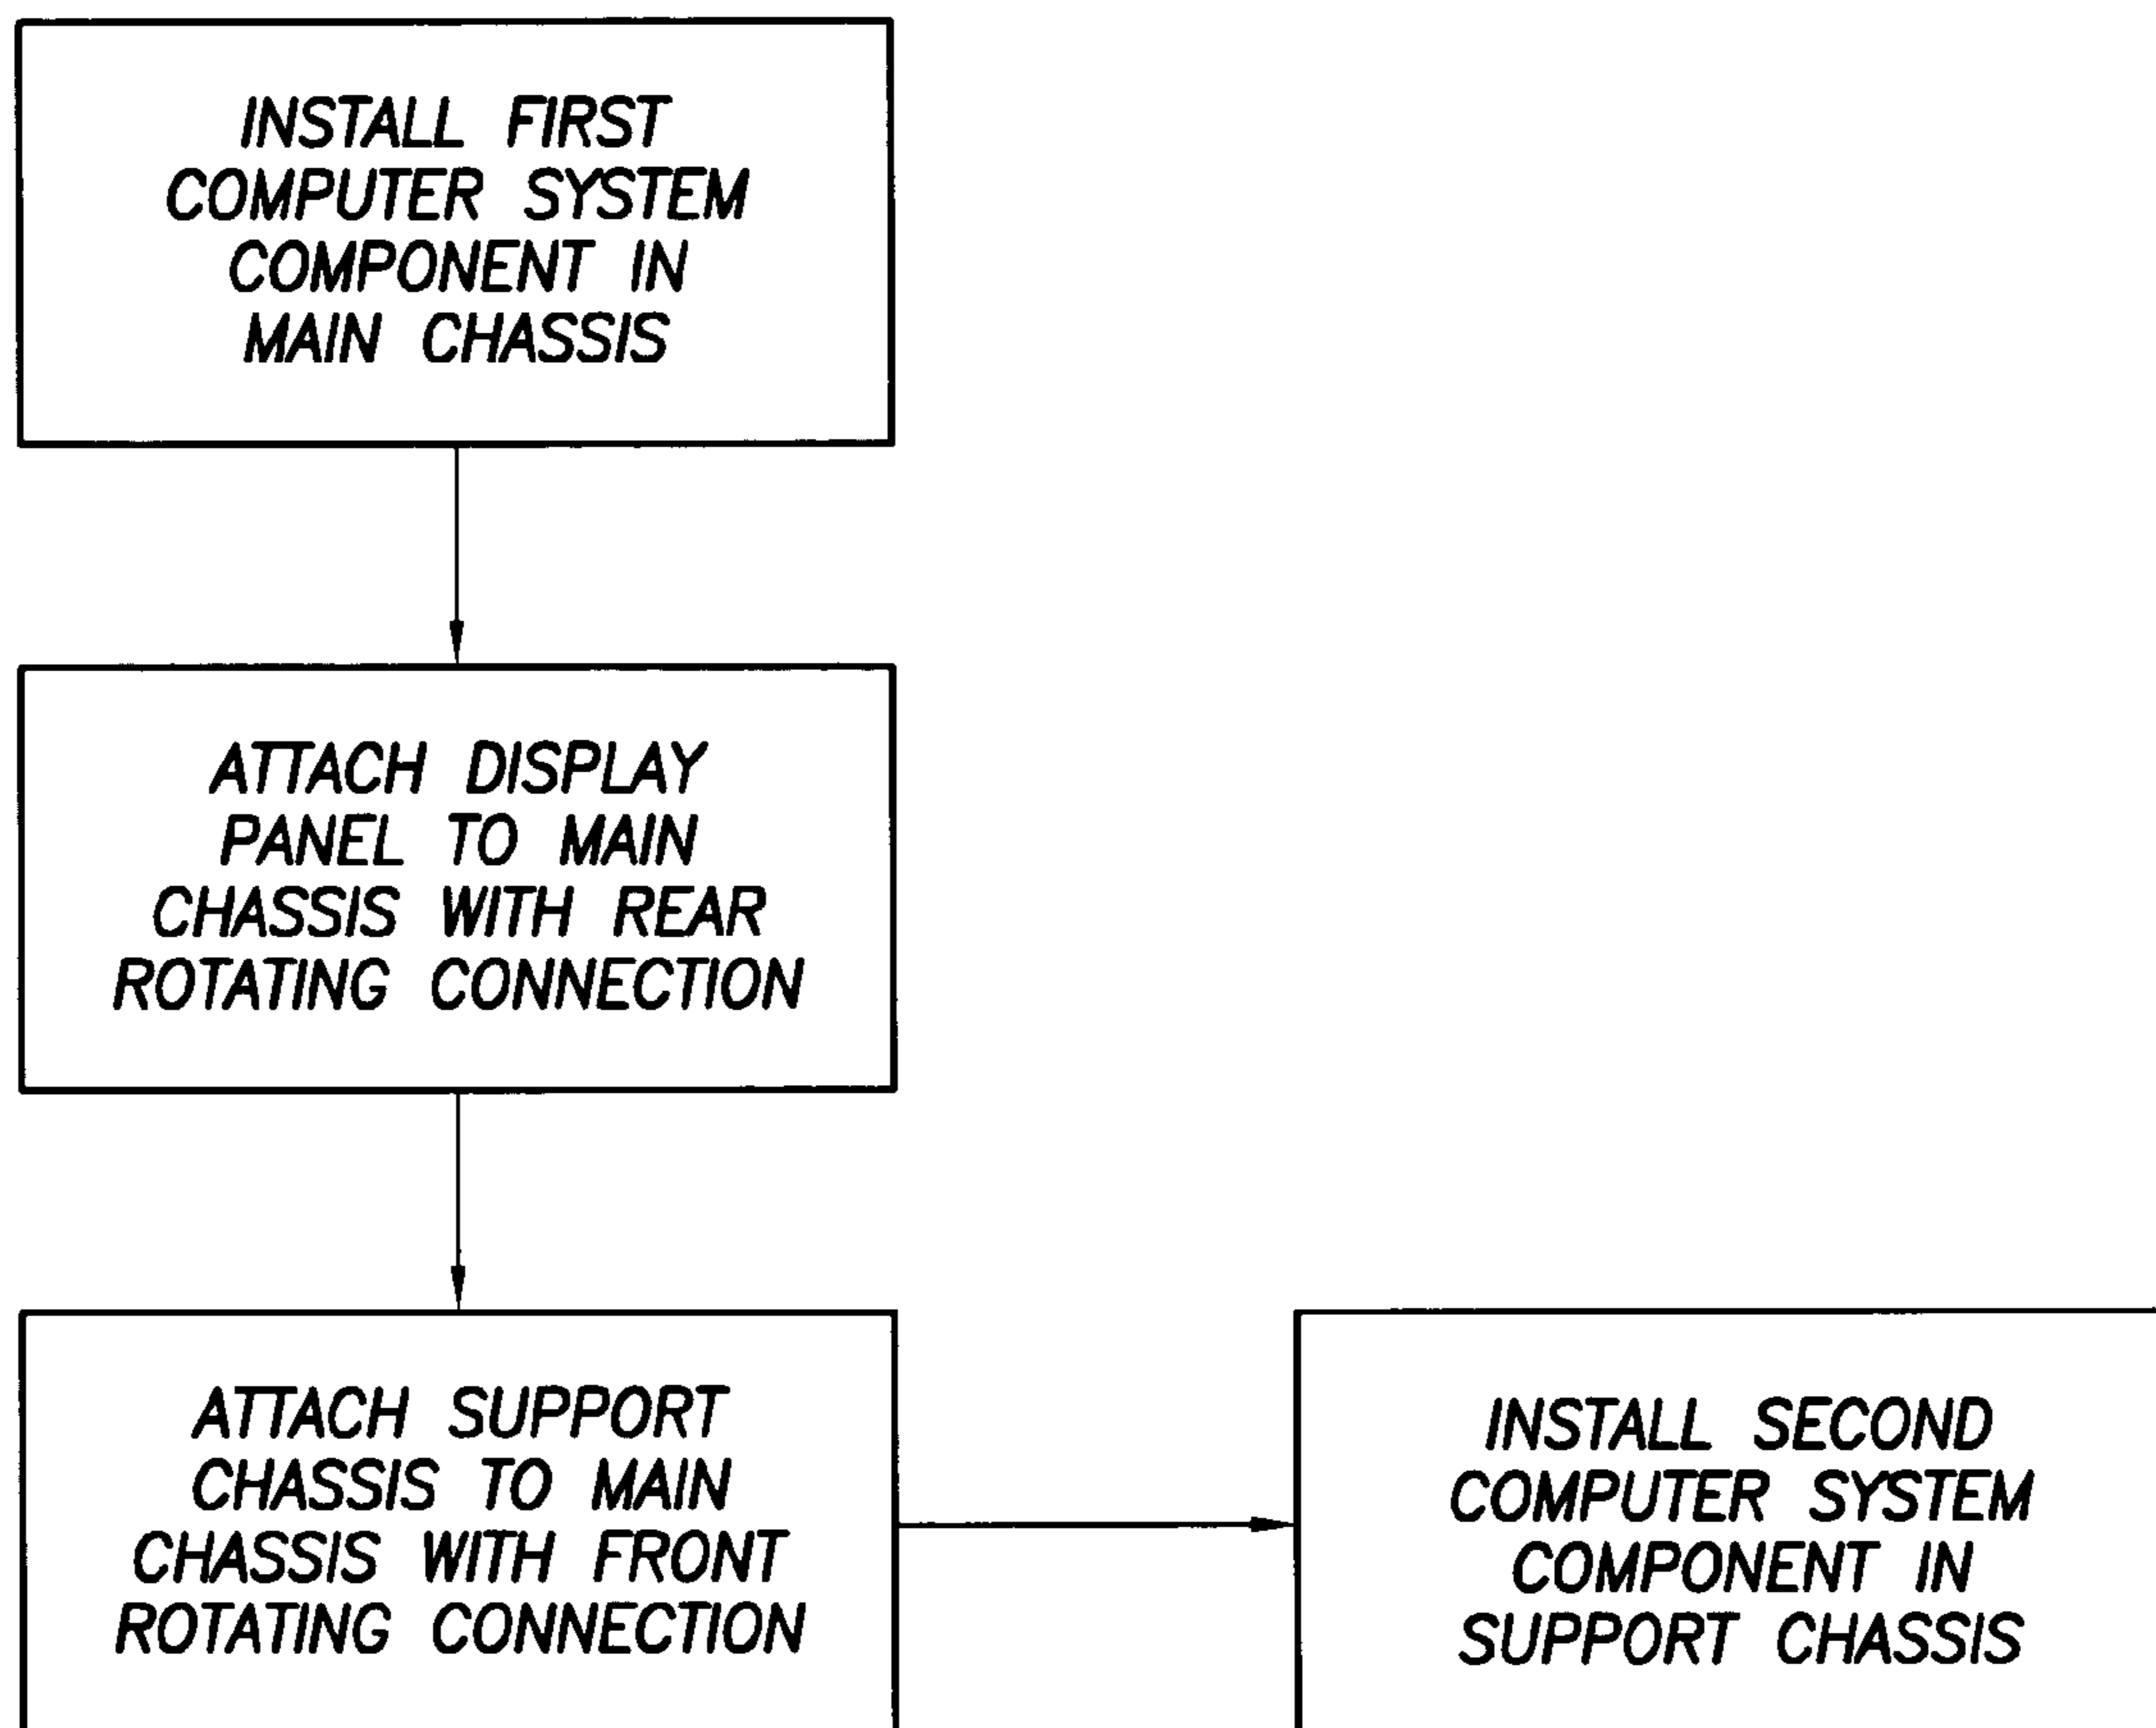 INSTALL FIRST
COMPUTER SYSTEM
COMPONENT IN
MAIN CHASSIS
ATTACH DISPLAY
PANEL TO MAIN
CHASSIS WITH REAR
ROTATING CONNECTION
ATTACH SUPPORT
CHASSIS TO MAIN
CHASSIS WITH FRONT
ROTATING CONNECTION
INSTALL SECOND
COMPUTER SYSTEM
COMPONENT IN
SUPPORT CHASSIS